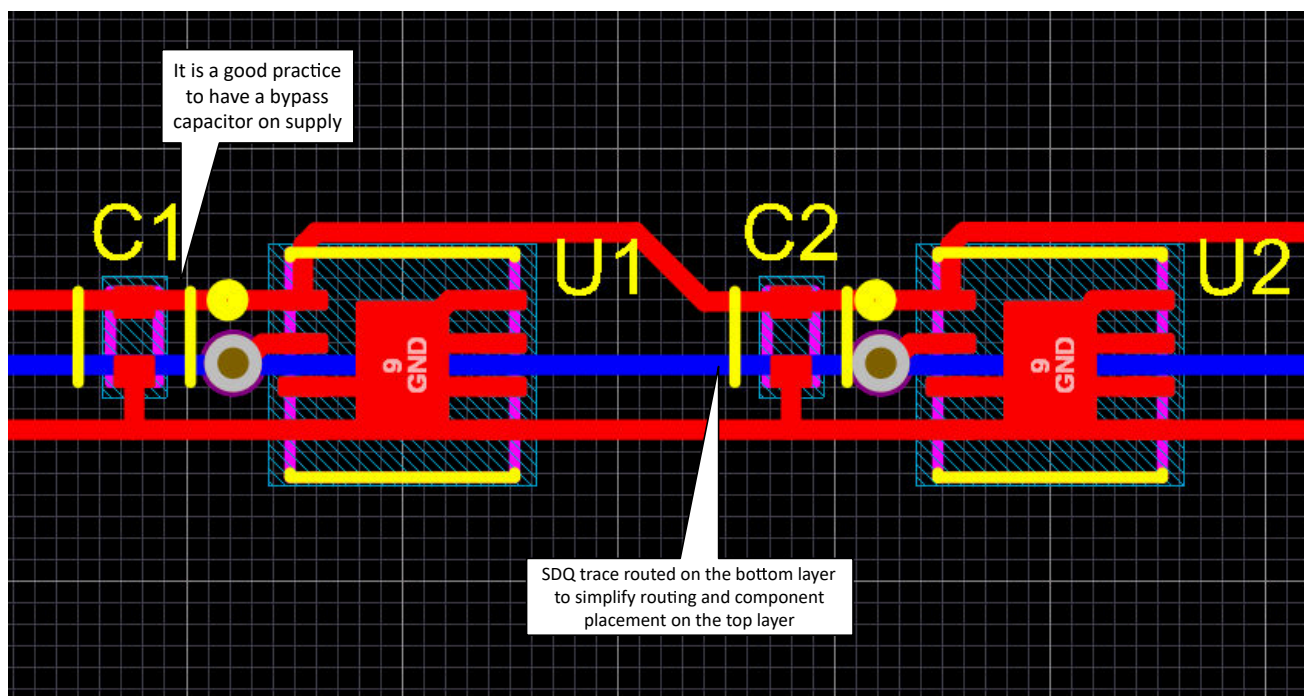 It is a good practice
to have a bypass
capacitor on supply
C1
U1
C2
U2
9
GND
9
GND
SDQ trace routed on the bottom layer
to simplify routing and component
placement on the top layer